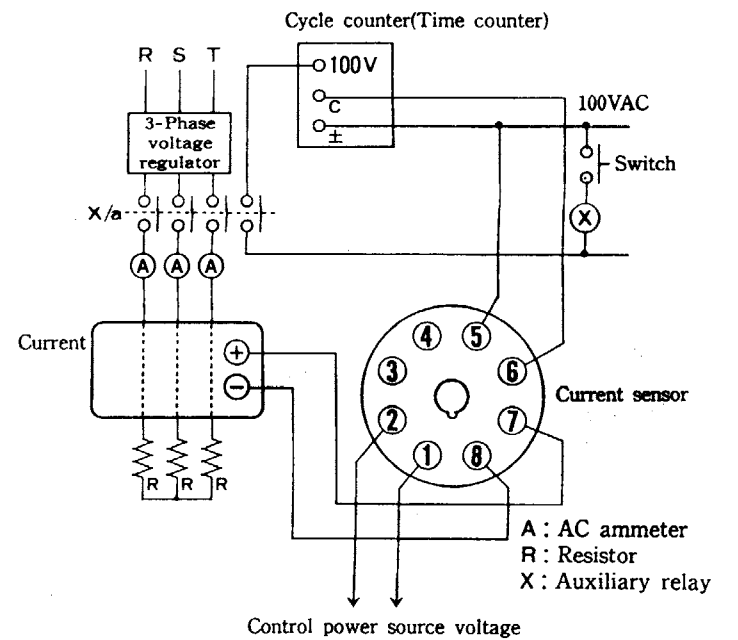 Cycle counter(Time counter)
R S T
100V
C
±
100VAC
3-Phase
voltage
regulator
Switch
X/a
X
A A A
Current
+
−
4 5
3 6
2 7
1 8
Current sensor
R R R
A : AC ammeter
R : Resistor
X : Auxiliary relay
Control power source voltage